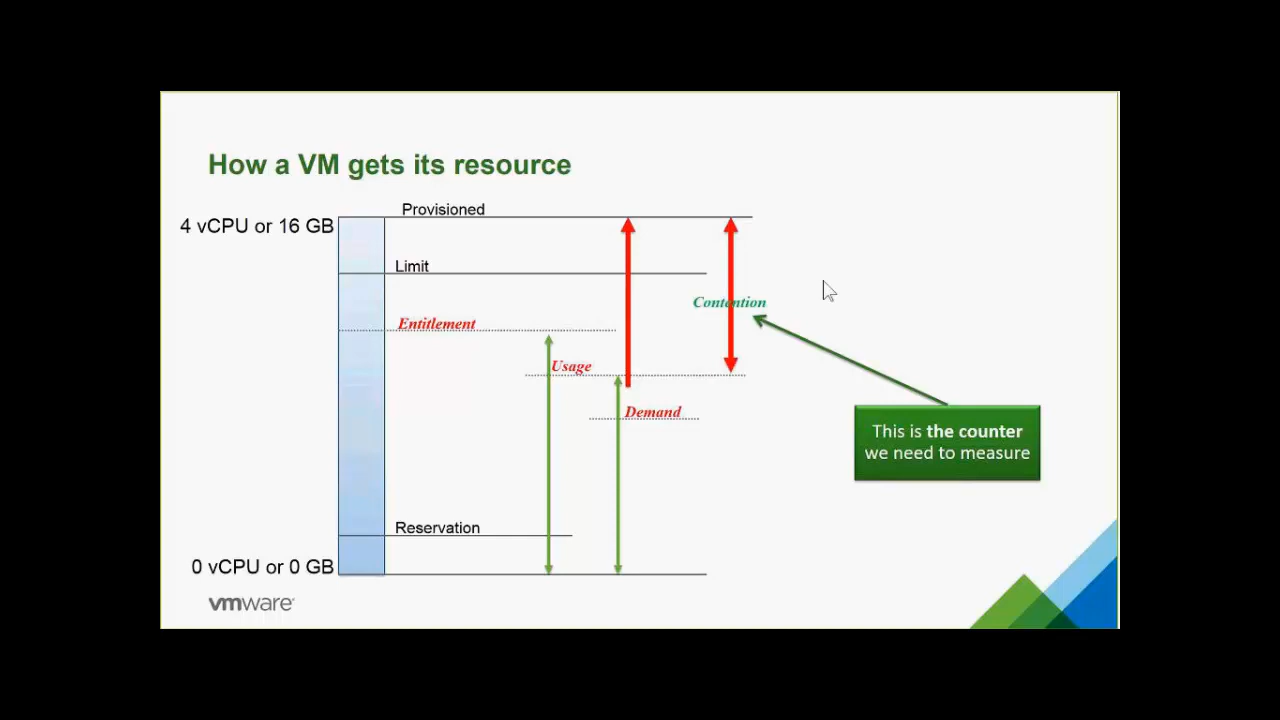 How a VM gets its resource
Provisioned
4 vCPU or 16 GB
Limit
Contention
Entitlement
Usage
Demand
This is the counter
we need to measure
Reservation
0 vCPU or 0 GB
vmware